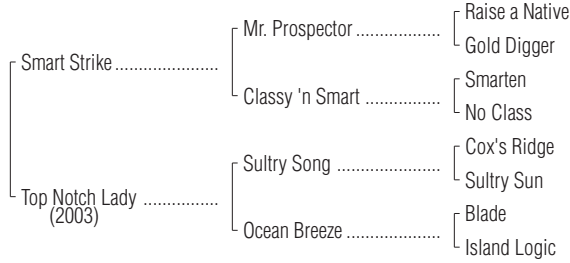 Raise a Native
Mr. Prospector ..................
Gold Digger
Smart Strike ......................
Smarten
Classy 'n Smart ................
No Class
Cox's Ridge
Sultry Song ......................
Sultry Sun
Top Notch Lady ................
(2003)
Blade
Ocean Breeze ....................
Island Logic